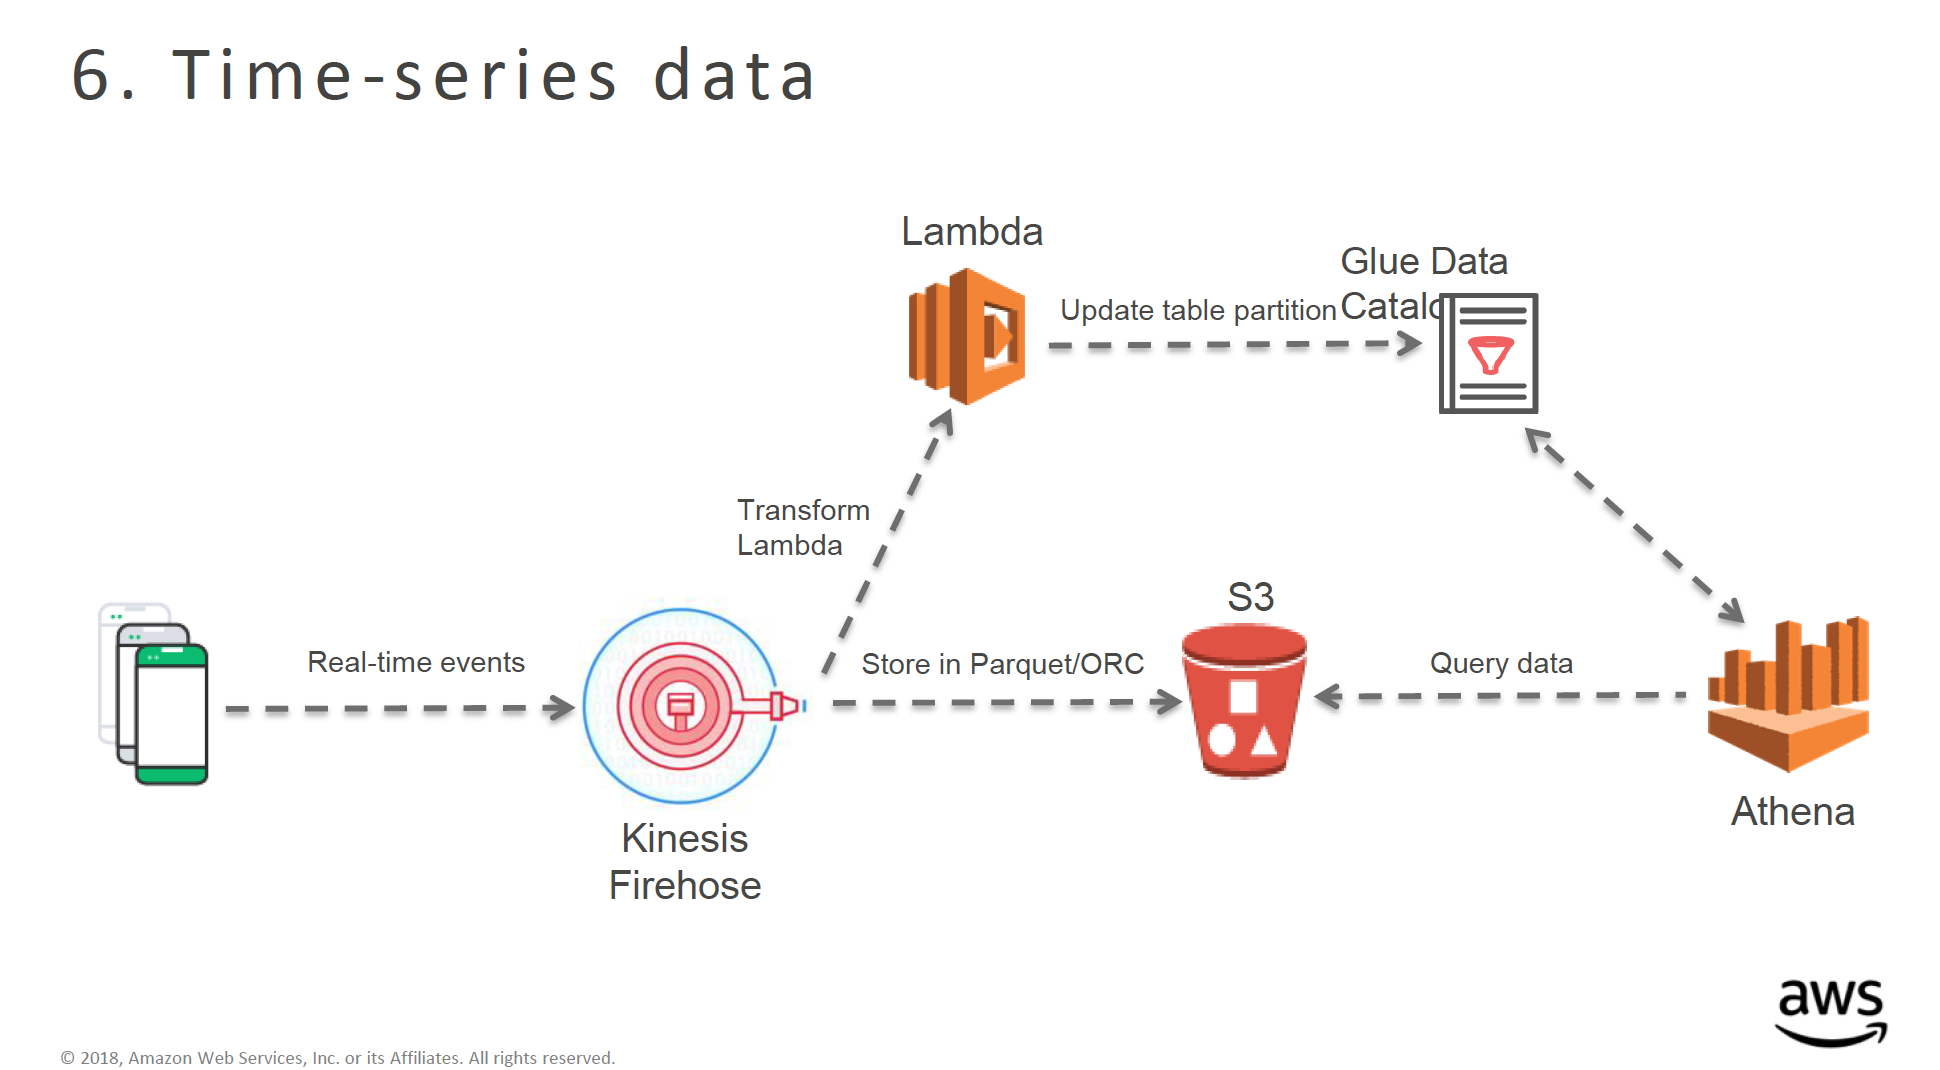 6. Time-series data
Lambda
Glue Data
Catalo
Update table partition
Transform
Lambda
S3
Real-time events
Store in Parquet/ORC
Query data
Kinesis
Firehose
Athena
aws
© 2018, Amazon Web Services, Inc. or its Affiliates. All rights reserved.